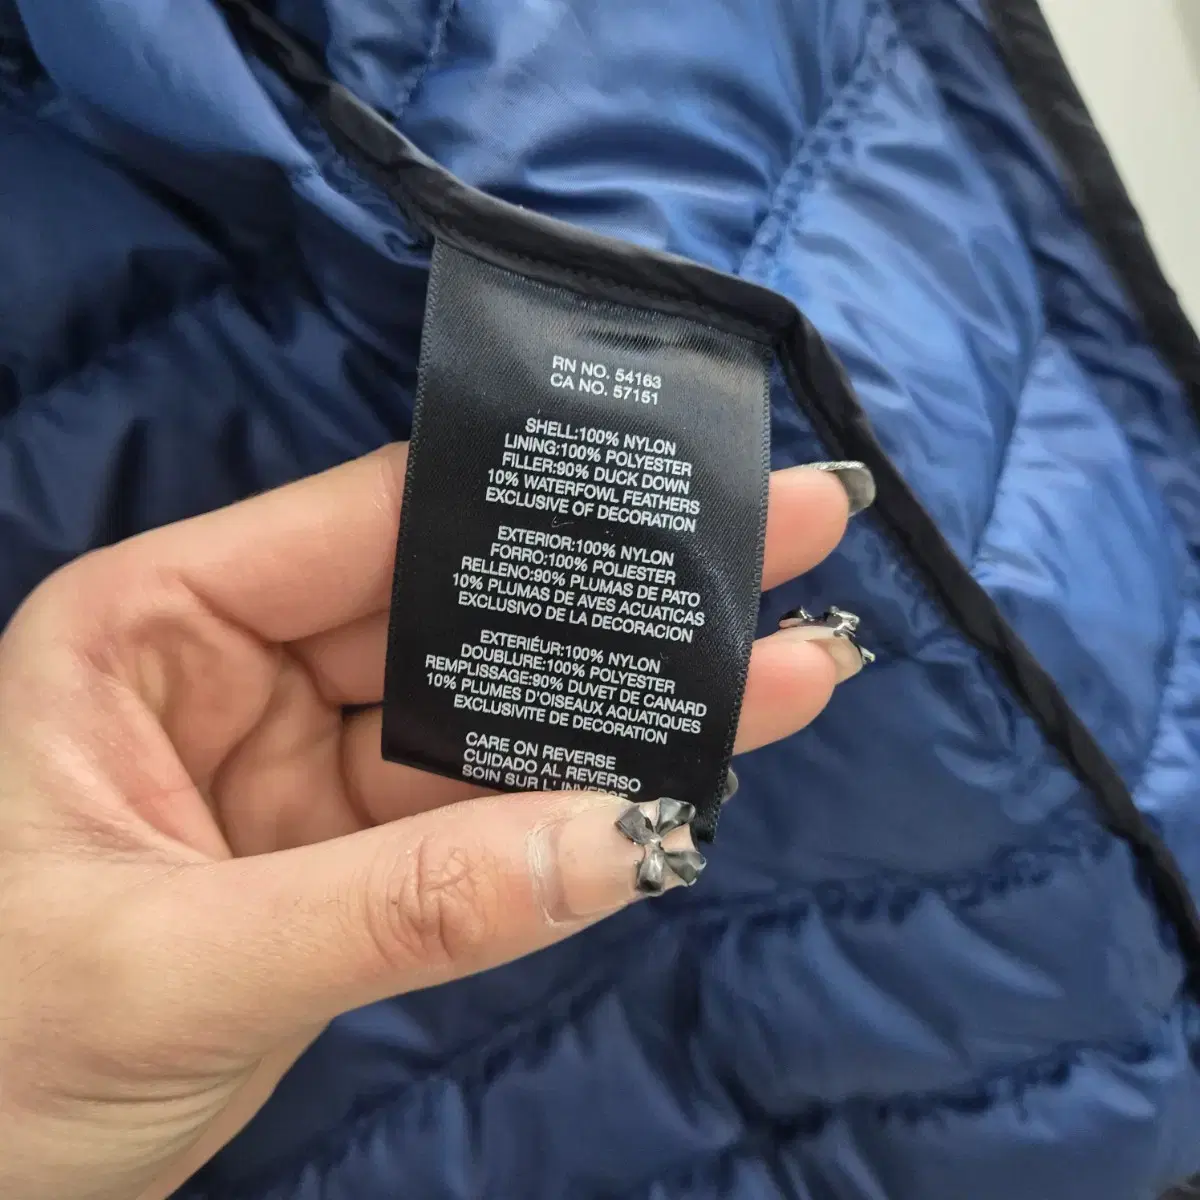 RN NO. 54163
CA NO. 57151
SHELL:100% NYLON
LINING:100% POLYESTER
FILLER:90% DUCK DOWN
10% WATERFOWL FEATHERS
EXCLUSIVE OF DECORATION
EXTERIOR:100% NYLON
FORRO:100% POLIESTER
RELLENO:90% PLUMAS DE PATO
10% PLUMAS DE AVES ACUATICAS
EXCLUSIVO DE LA DECORACION
EXTERIÉUR:100% NYLON
DOUBLURE:100% POLYESTER
REMPLISSAGE:90% DUVET DE CANARD
10% PLUMES D'OISEAUX AQUATIQUES
EXCLUSIVITE DE DECORATION
CARE ON REVERSE
CUIDADO AL REVERSO
SOIN SUR L' INVERSE